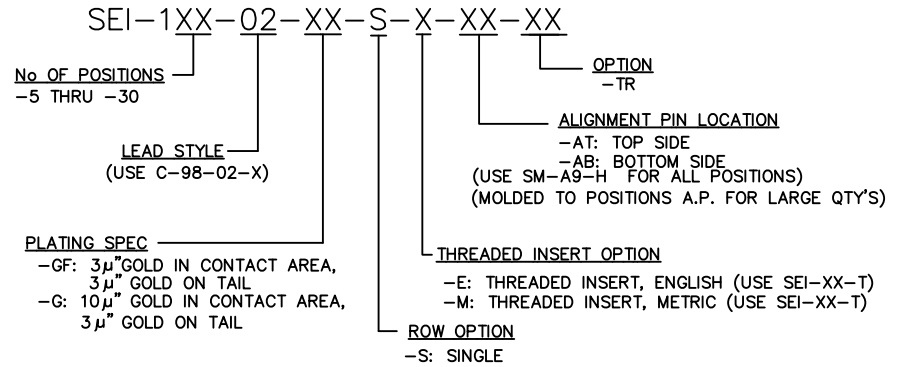 SEI-1XX-02-XX-S-X-XX-XX
No OF POSITIONS
-5 THRU -30
LEAD STYLE
(USE C-98-02-X)
PLATING SPEC
-GF: 3µ"GOLD IN CONTACT AREA,
3µ" GOLD ON TAIL
-G: 10µ" GOLD IN CONTACT AREA,
3µ" GOLD ON TAIL
ROW OPTION
-S: SINGLE
THREADED INSERT OPTION
-E: THREADED INSERT, ENGLISH (USE SEI-XX-T)
-M: THREADED INSERT, METRIC (USE SEI-XX-T)
ALIGNMENT PIN LOCATION
-AT: TOP SIDE
-AB: BOTTOM SIDE
(USE SM-A9-H FOR ALL POSITIONS)
(MOLDED TO POSITIONS A.P. FOR LARGE QTY'S)
OPTION
-TR